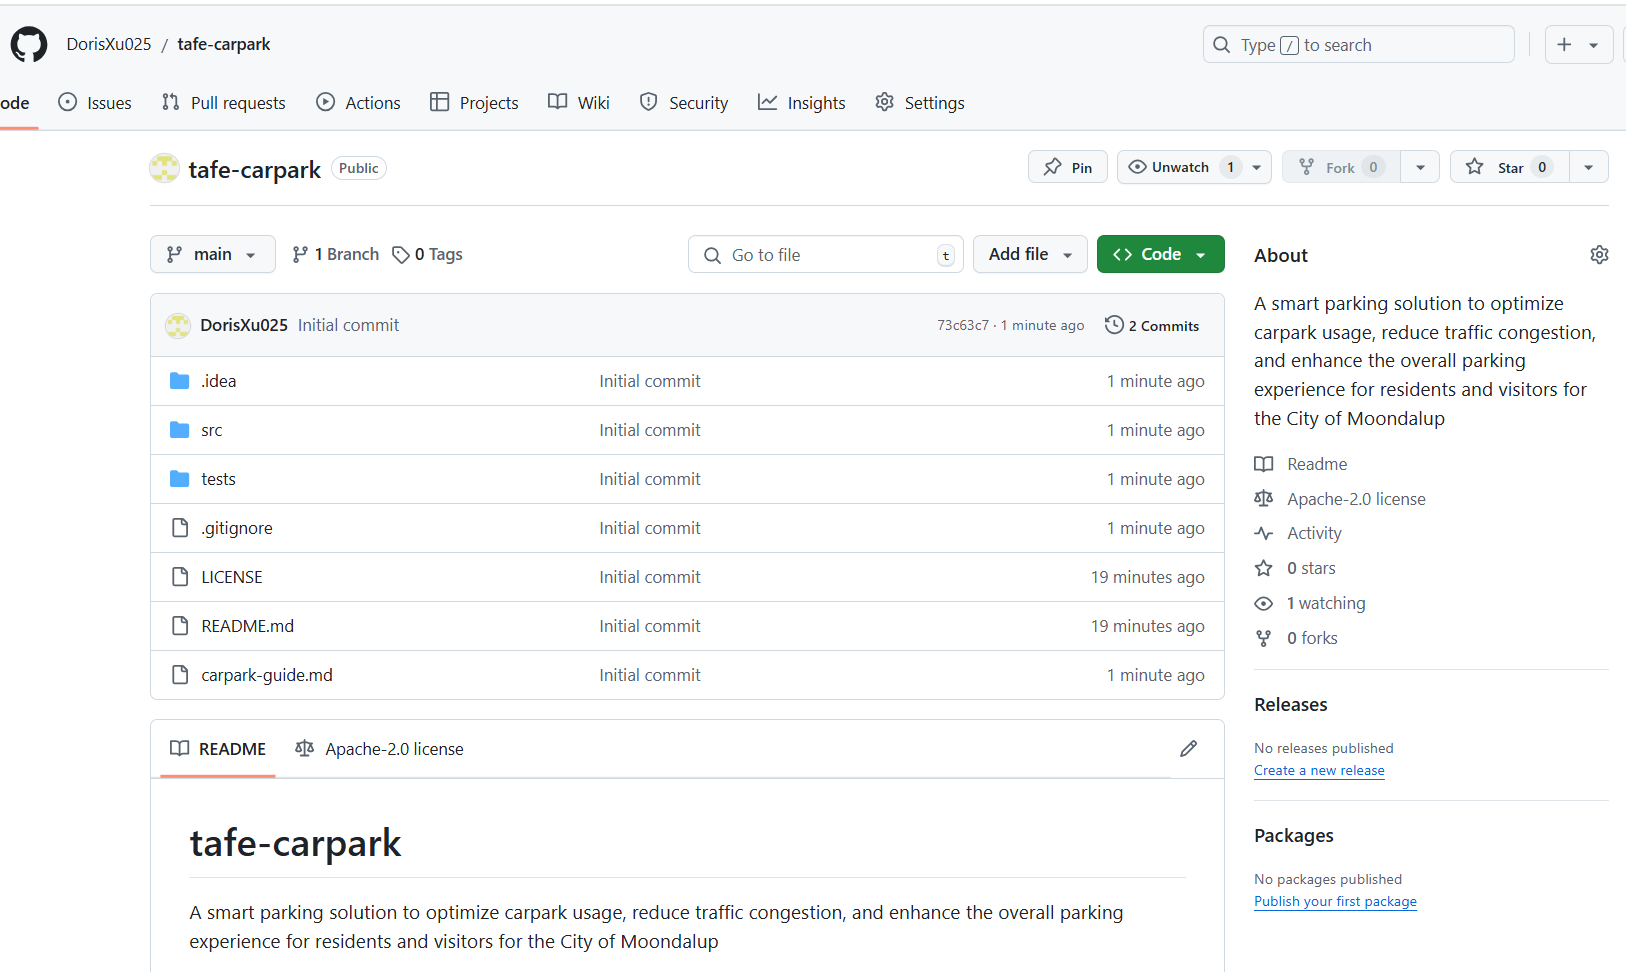 DorisXu025 / tafe-carpark
Type / to search
ode Issues Pull requests Actions Projects Wiki Security Insights Settings
tafe-carpark Public
Pin Unwatch 1 Fork 0 Star 0
main 1 Branch 0 Tags Go to file t Add file <> Code
DorisXu025 Initial commit 73c63c7 · 1 minute ago 2 Commits
.idea Initial commit 1 minute ago
src Initial commit 1 minute ago
tests Initial commit 1 minute ago
.gitignore Initial commit 1 minute ago
LICENSE Initial commit 19 minutes ago
README.md Initial commit 19 minutes ago
carpark-guide.md Initial commit 1 minute ago
README Apache-2.0 license
tafe-carpark
A smart parking solution to optimize carpark usage, reduce traffic congestion, and enhance the overall parking
experience for residents and visitors for the City of Moondalup
About
A smart parking solution to optimize
carpark usage, reduce traffic congestion,
and enhance the overall parking
experience for residents and visitors for
the City of Moondalup
Readme
Apache-2.0 license
Activity
0 stars
1 watching
0 forks
Releases
No releases published
Create a new release
Packages
No packages published
Publish your first package